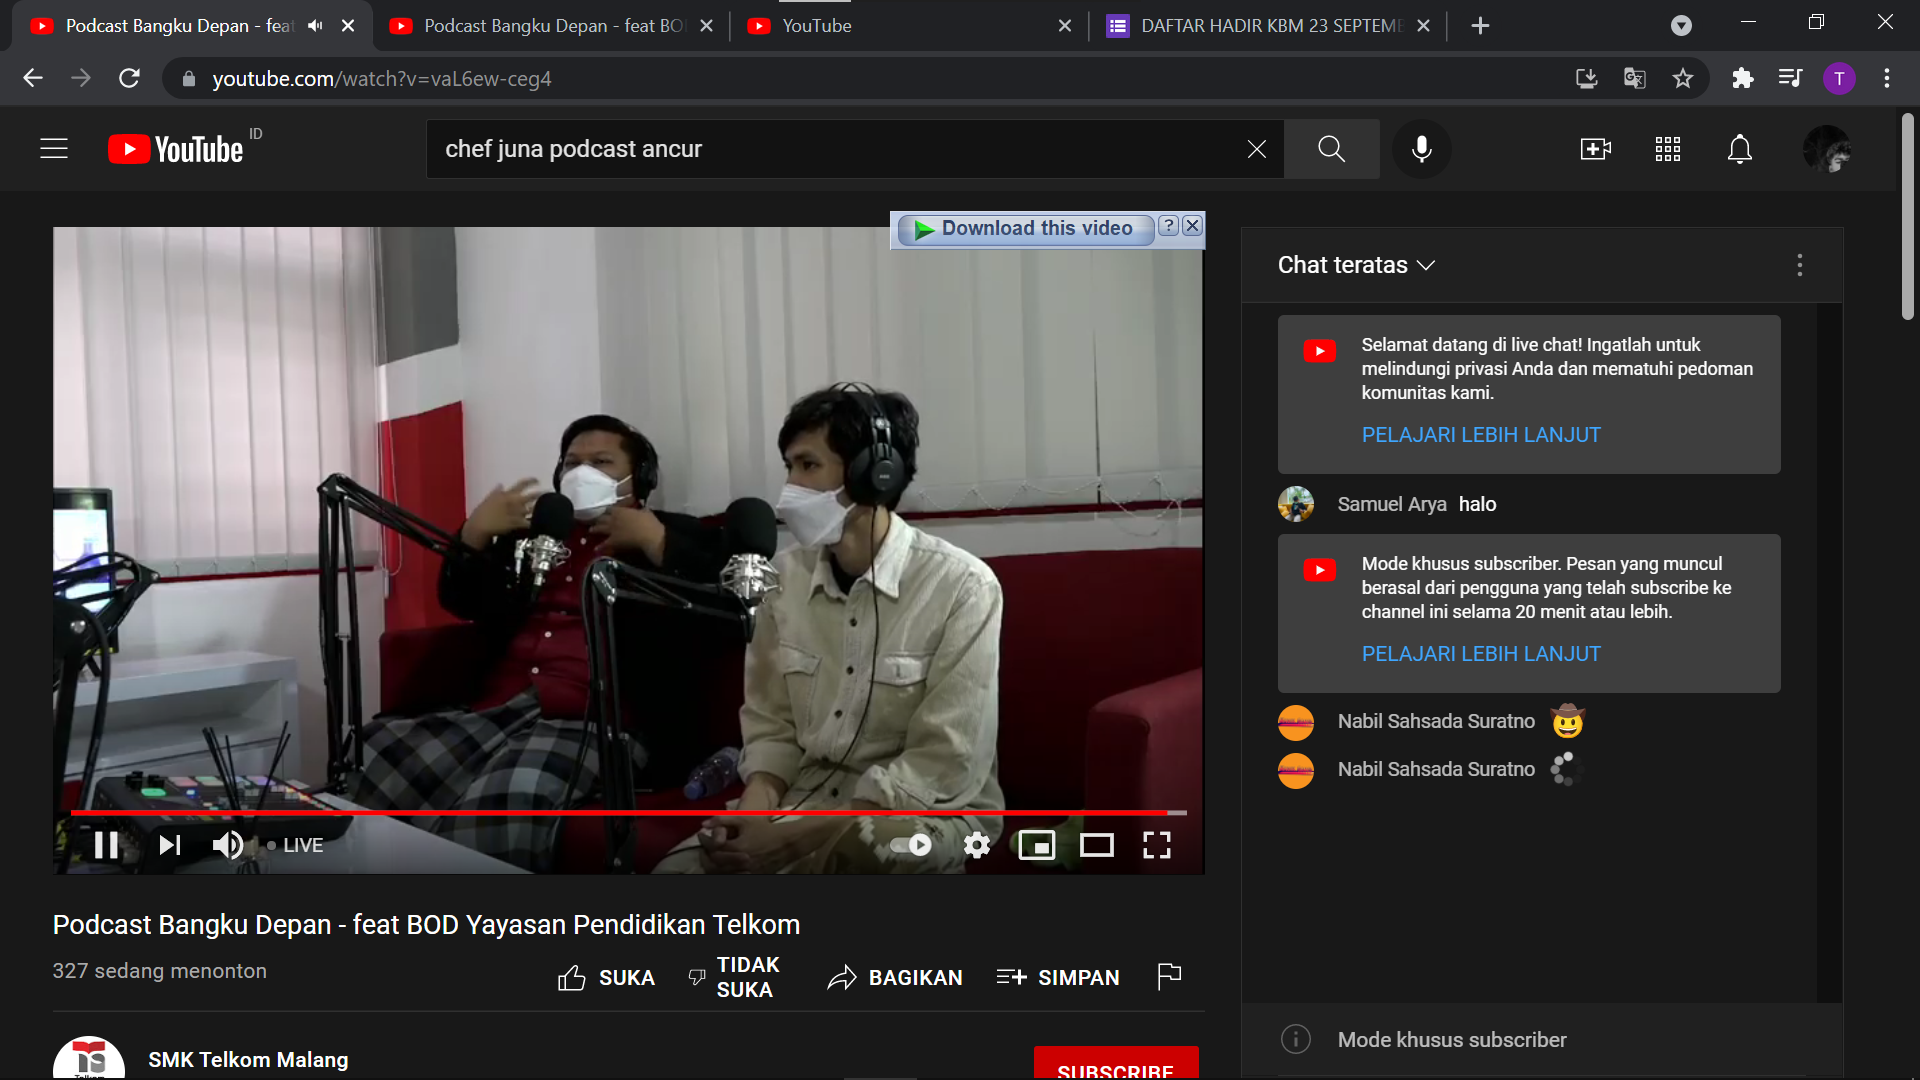 Podcast Bangku Depan - feat
Podcast Bangku Depan - feat BO
YouTube
DAFTAR HADIR KBM 23 SEPTEME
youtube.com/watch?v=vaL6ew-ceg4
T
YouTube ID
chef juna podcast ancur
Download this video ?
Chat teratas
Selamat datang di live chat! Ingatlah untuk
melindungi privasi Anda dan mematuhi pedoman
komunitas kami.
PELAJARI LEBIH LANJUT
Samuel Arya halo
Mode khusus subscriber. Pesan yang muncul
berasal dari pengguna yang telah subscribe ke
channel ini selama 20 menit atau lebih.
PELAJARI LEBIH LANJUT
Nabil Sahsada Suratno
Nabil Sahsada Suratno
Mode khusus subscriber
LIVE
Podcast Bangku Depan - feat BOD Yayasan Pendidikan Telkom
327 sedang menonton
SUKA
TIDAK
SUKA
BAGIKAN
SIMPAN
SMK Telkom Malang
SUBSCRIBE